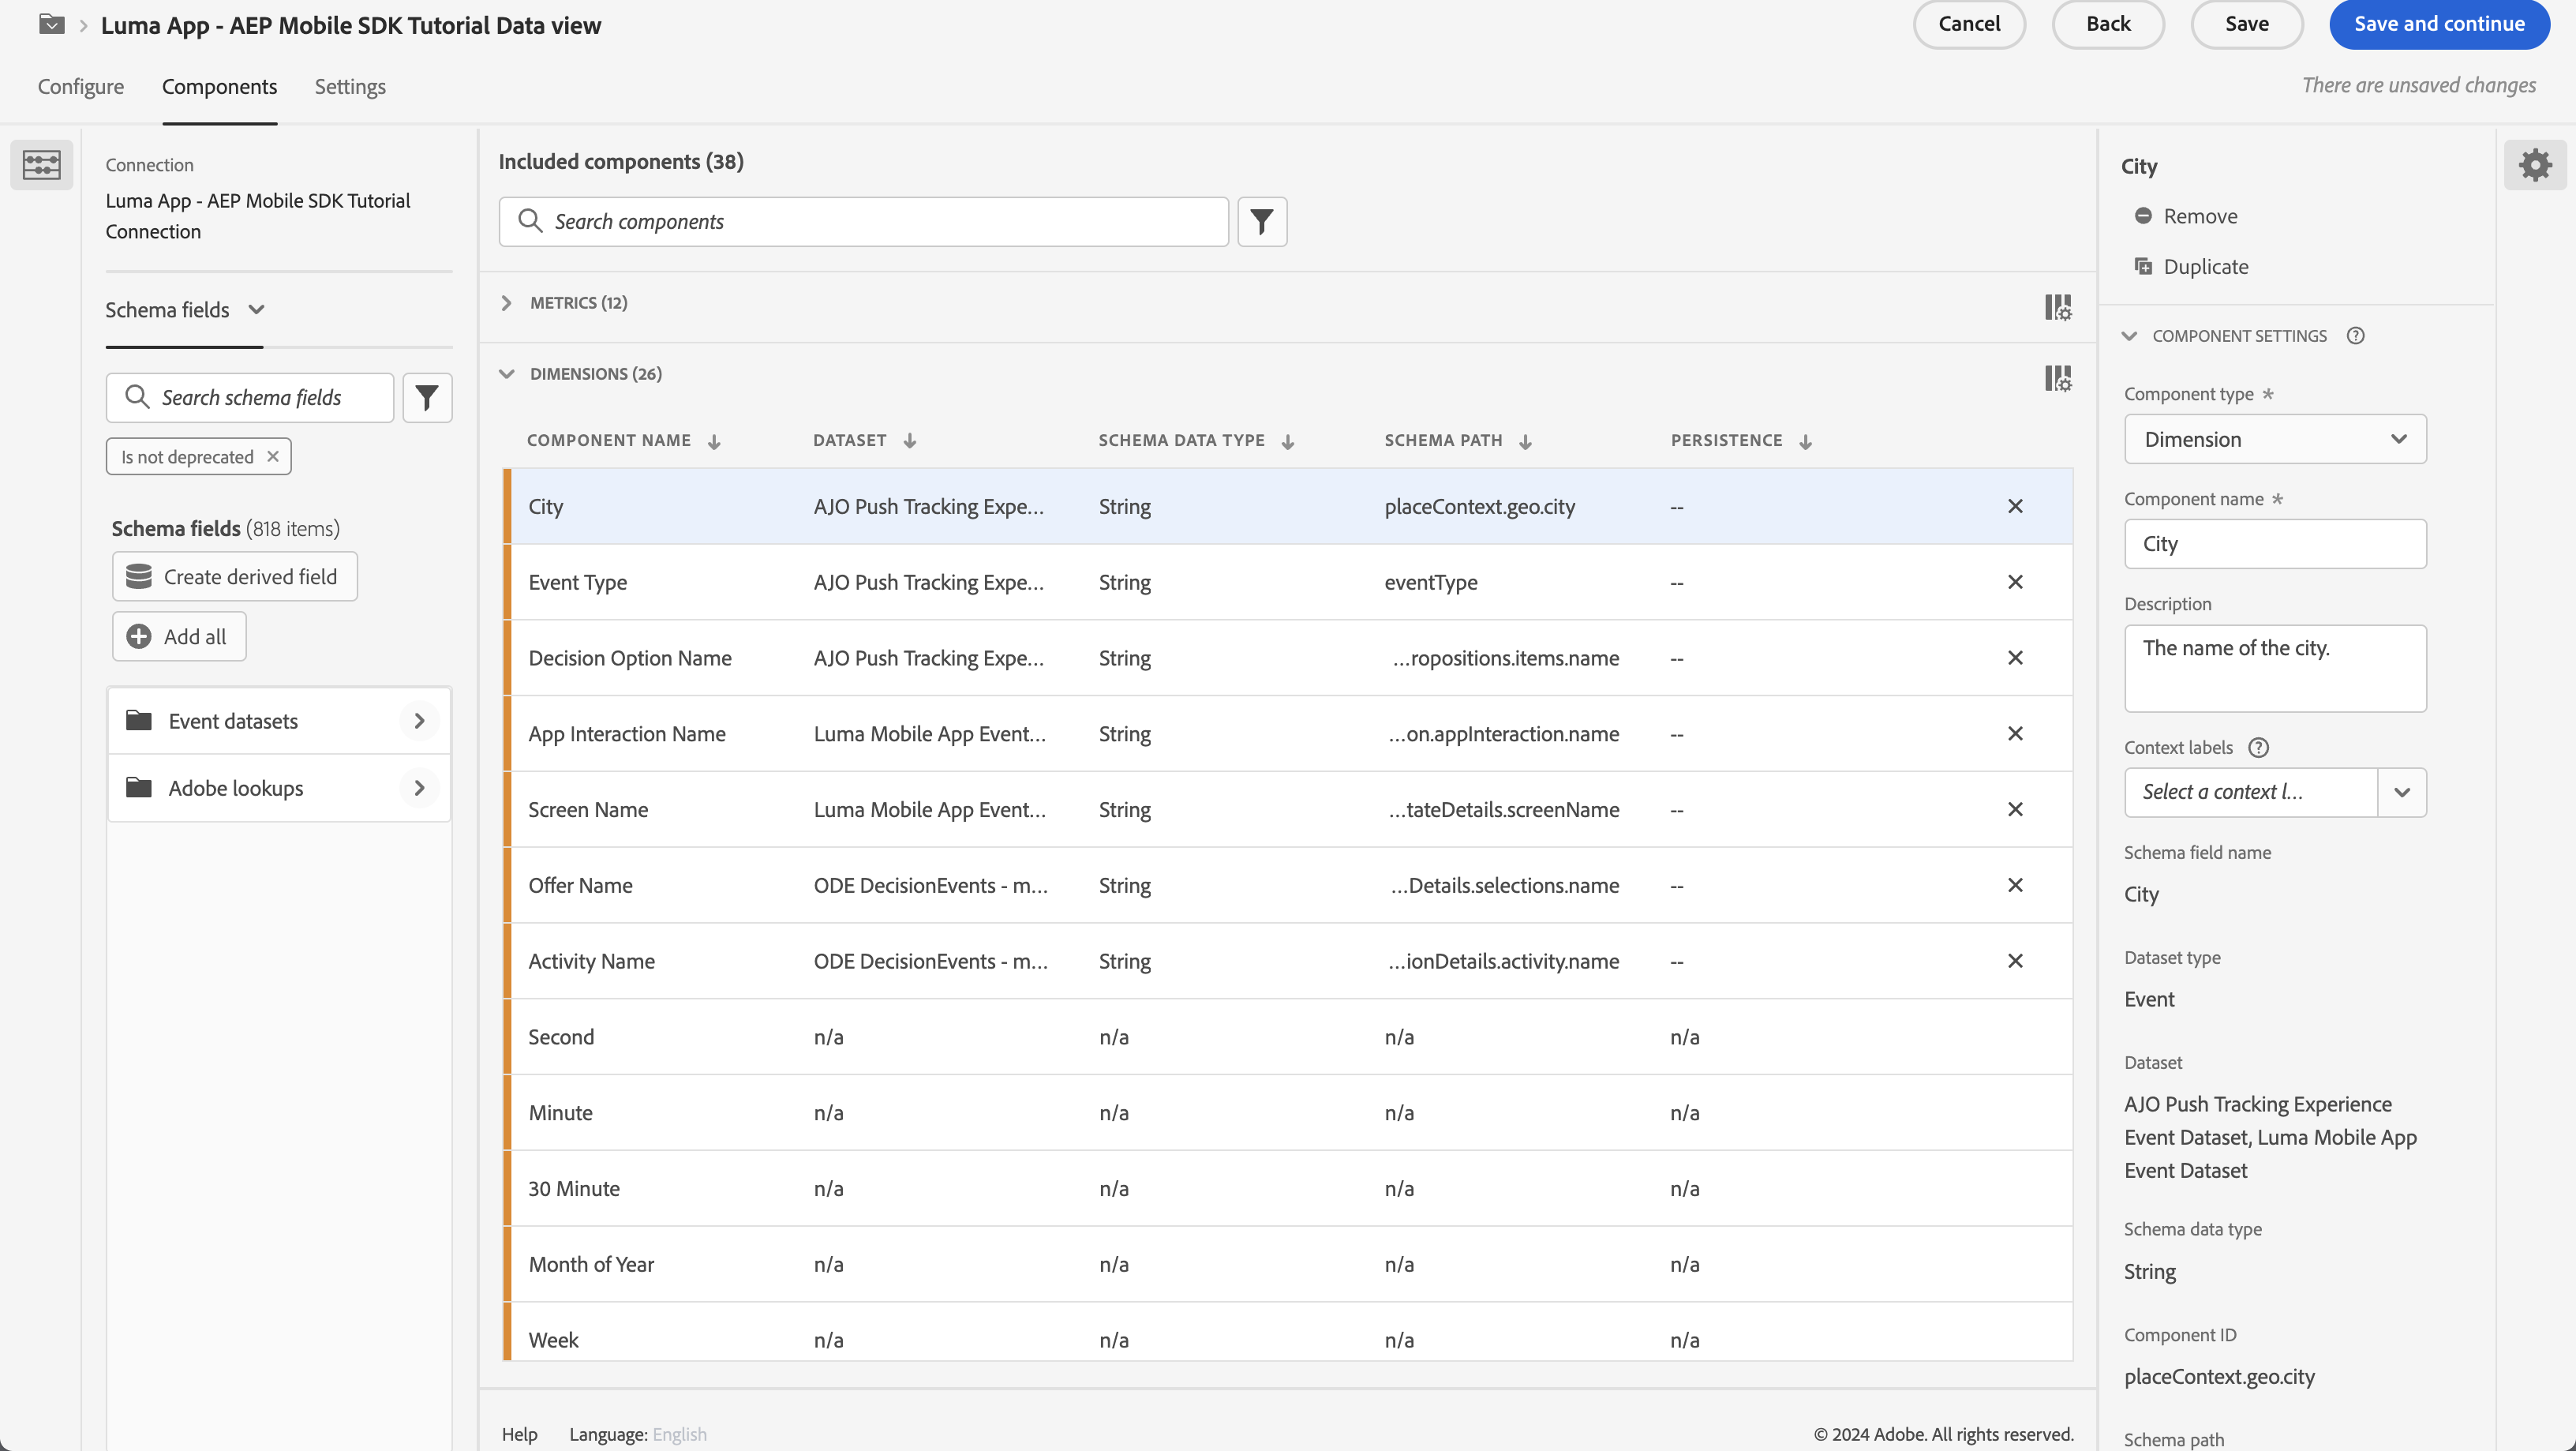 Luma App - AEP Mobile SDK Tutorial Data view
Cancel
Back
Save
Save and continue
Configure
Components
Settings
There are unsaved changes
Connection
Luma App - AEP Mobile SDK Tutorial
Connection
Schema fields
Search schema fields
Is not deprecated
Schema fields (818 items)
Create derived field
Add all
Event datasets
Adobe lookups
Included components (38)
Search components
METRICS (12)
DIMENSIONS (26)
COMPONENT NAME DATASET SCHEMA DATA TYPE SCHEMA PATH PERSISTENCE
City AJO Push Tracking Expe... String placeContext.geo.city --
Event Type AJO Push Tracking Expe... String eventType --
Decision Option Name AJO Push Tracking Expe... String ...ropositions.items.name --
App Interaction Name Luma Mobile App Event... String ...on.appInteraction.name --
Screen Name Luma Mobile App Event... String ...tateDetails.screenName --
Offer Name ODE DecisionEvents - m... String ...Details.selections.name --
Activity Name ODE DecisionEvents - m... String ...ionDetails.activity.name --
Second n/a n/a n/a n/a
Minute n/a n/a n/a n/a
30 Minute n/a n/a n/a n/a
Month of Year n/a n/a n/a n/a
Week n/a n/a n/a n/a
Help Language: English
© 2024 Adobe. All rights reserved.
City
Remove
Duplicate
COMPONENT SETTINGS
Component type *
Dimension
Component name *
City
Description
The name of the city.
Context labels
Select a context l...
Schema field name
City
Dataset type
Event
Dataset
AJO Push Tracking Experience
Event Dataset, Luma Mobile App
Event Dataset
Schema data type
String
Component ID
placeContext.geo.city
Schema path